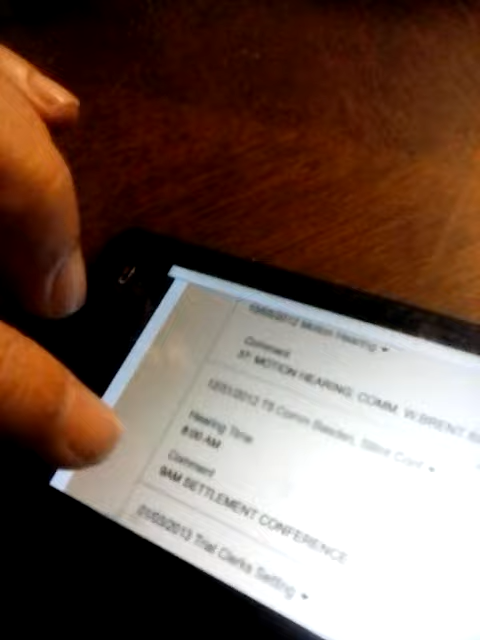 Motion Hearing
Comment
MOTION HEARING, COMM. W.BRENT
Comm
Hearing Time
8:00 AM
Comment
9AM SETTLEMENT CONFERENCE
01/03/2013 Trial Clerks Setting